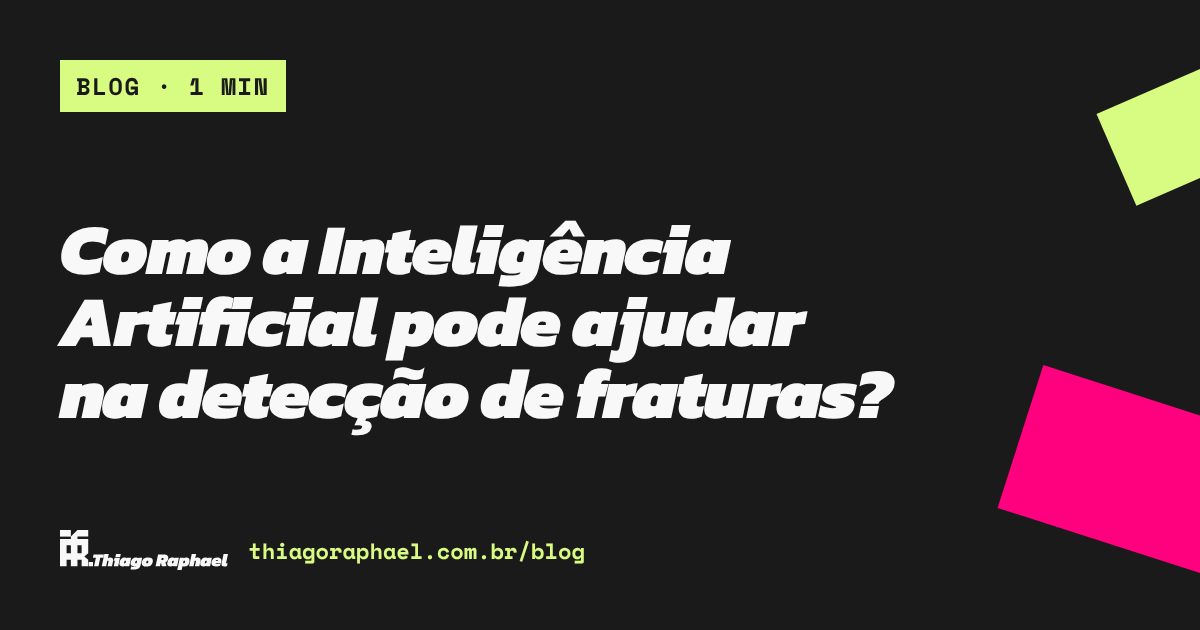 BLOG · 1 MIN
Como a Inteligência
Artificial pode ajudar
na detecção de fraturas?
.Thiago Raphael
thiagoraphael.com.br/blog